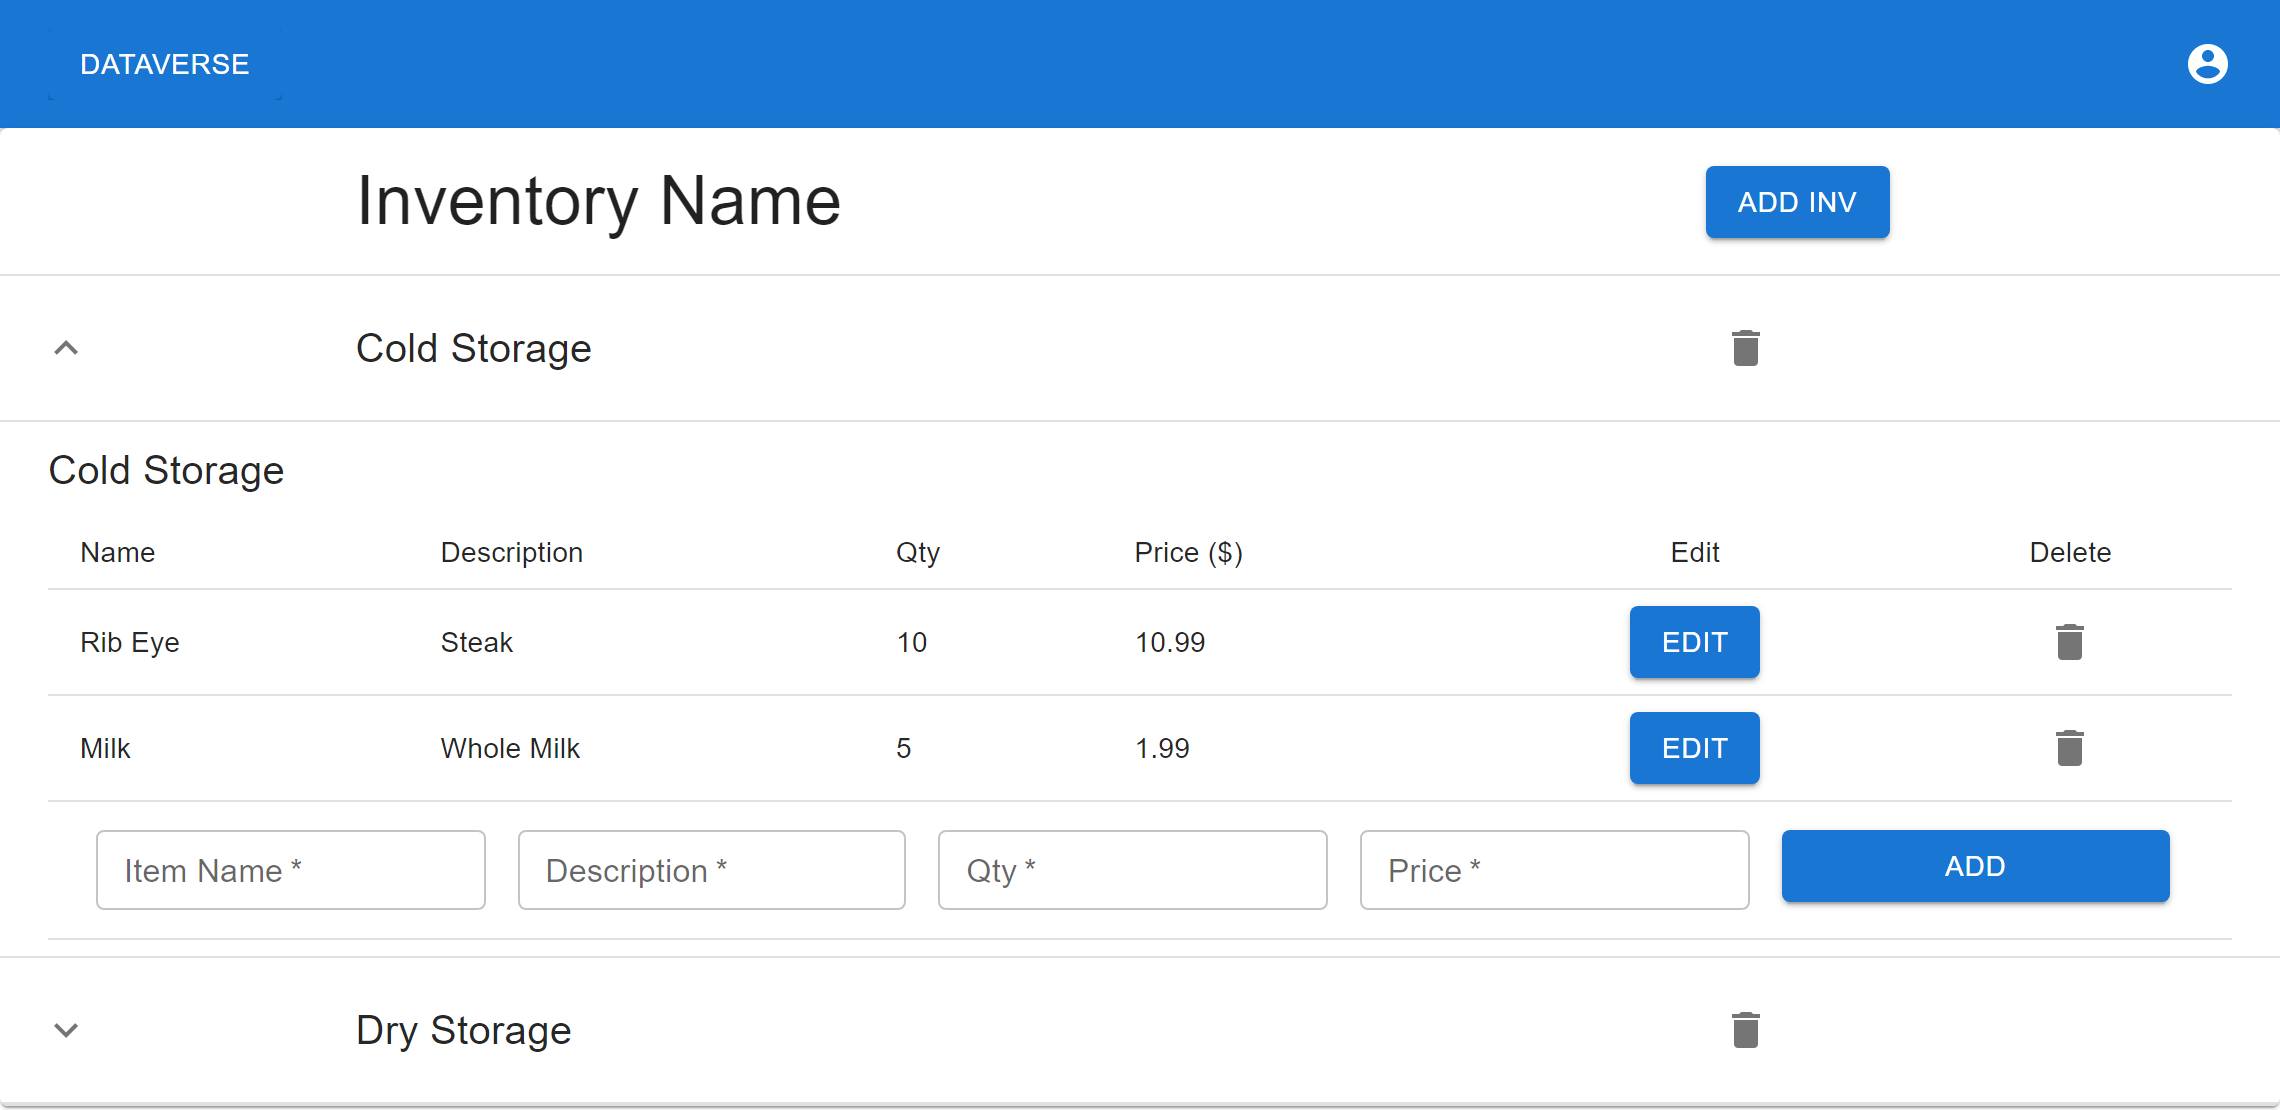 DATAVERSE
Inventory Name ADD INV
Cold Storage
Cold Storage
Name Description Qty Price ($) Edit Delete
Rib Eye Steak 10 10.99 EDIT
Milk Whole Milk 5 1.99 EDIT
Item Name * Description * Qty * Price * ADD
Dry Storage